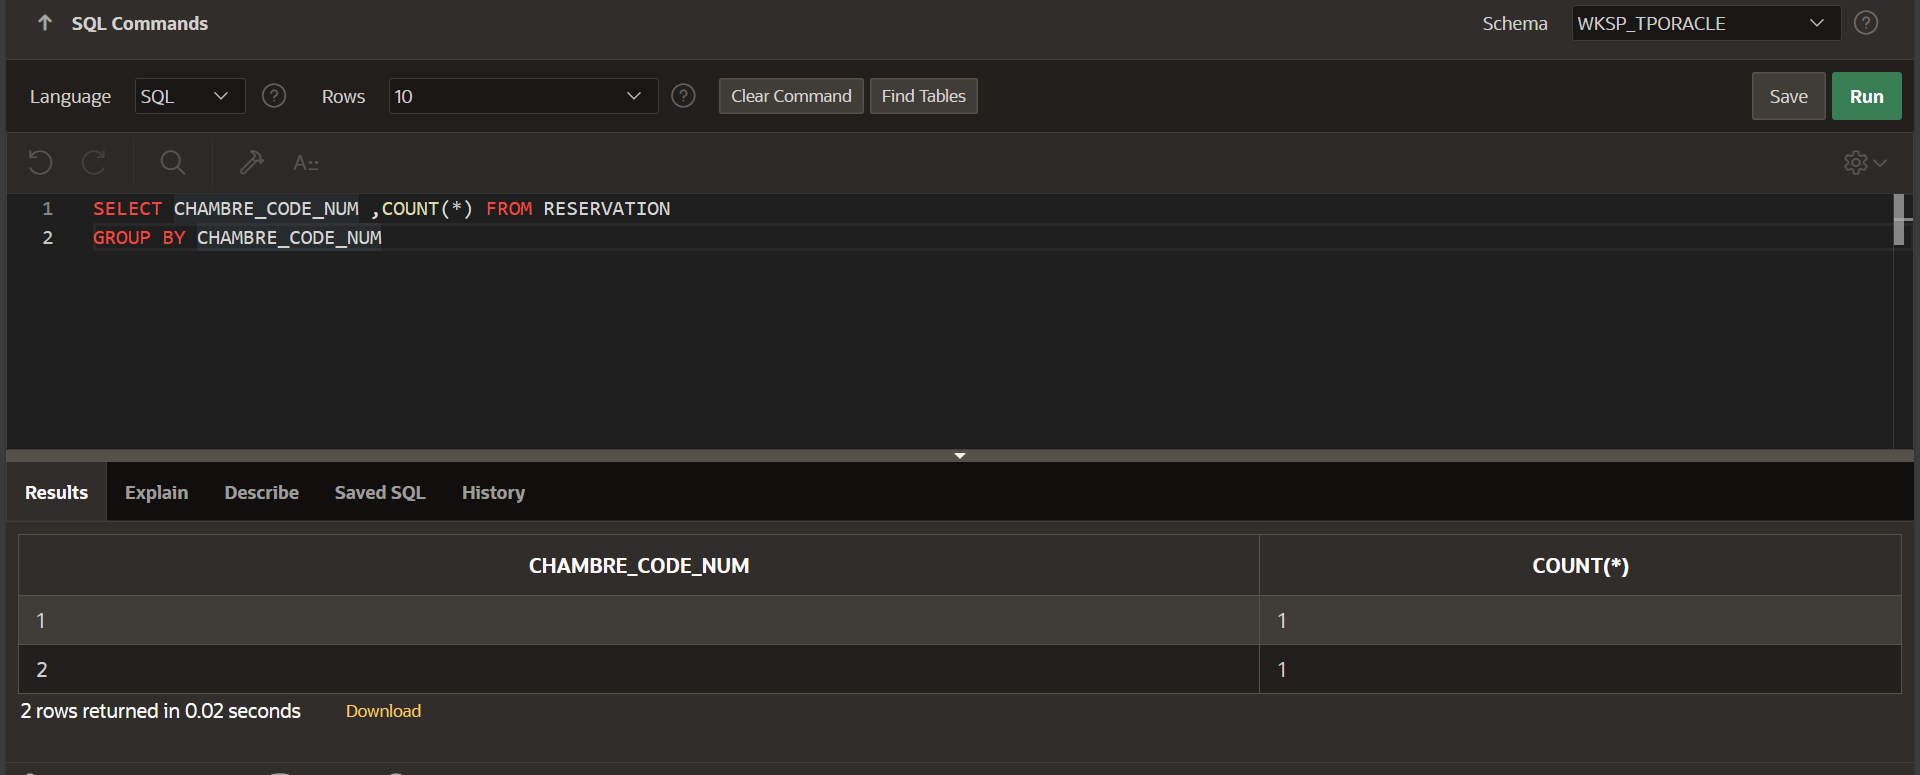 SQL Commands
Schema WKSP_TPORACLE ?
Language SQL ? Rows 10 ? Clear Command Find Tables Save Run
A
1 SELECT CHAMBRE_CODE_NUM ,COUNT(*) FROM RESERVATION
2 GROUP BY CHAMBRE_CODE_NUM
Results Explain Describe Saved SQL History
CHAMBRE_CODE_NUM COUNT(*)
1 1
2 1
2 rows returned in 0.02 seconds Download